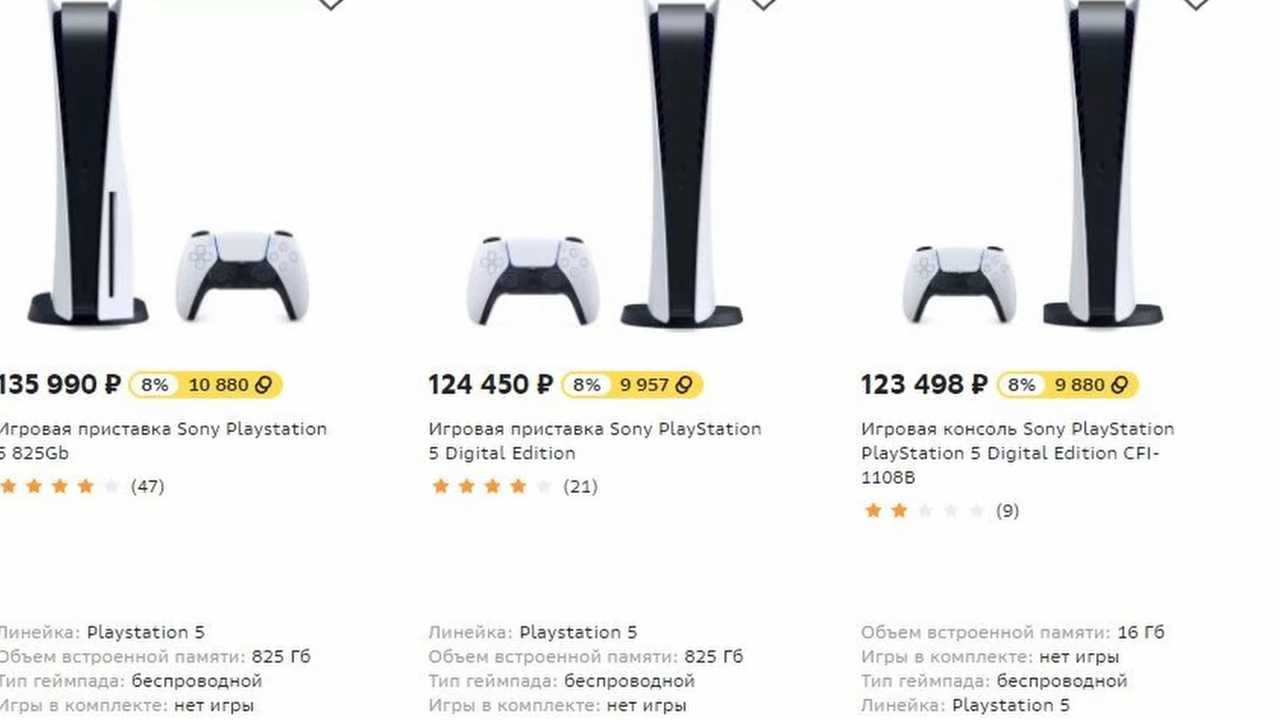 135 990 ₽ 8% 10 880
Игровая приставка Sony Playstation
5 825Gb
(47)
Линейка: Playstation 5
Объем встроенной памяти: 825 Гб
Тип геймпада: беспроводной
Игры в комплекте: нет игры
124 450 ₽ 8% 9 957
Игровая приставка Sony PlayStation
5 Digital Edition
(21)
Линейка: Playstation 5
Объем встроенной памяти: 825 Гб
Тип геймпада: беспроводной
Игры в комплекте: нет игры
123 498 ₽ 8% 9 880
Игровая консоль Sony PlayStation
PlayStation 5 Digital Edition CFI-
1108B
(9)
Объем встроенной памяти: 16 Гб
Игры в комплекте: нет игры
Тип геймпада: беспроводной
Линейка: Playstation 5